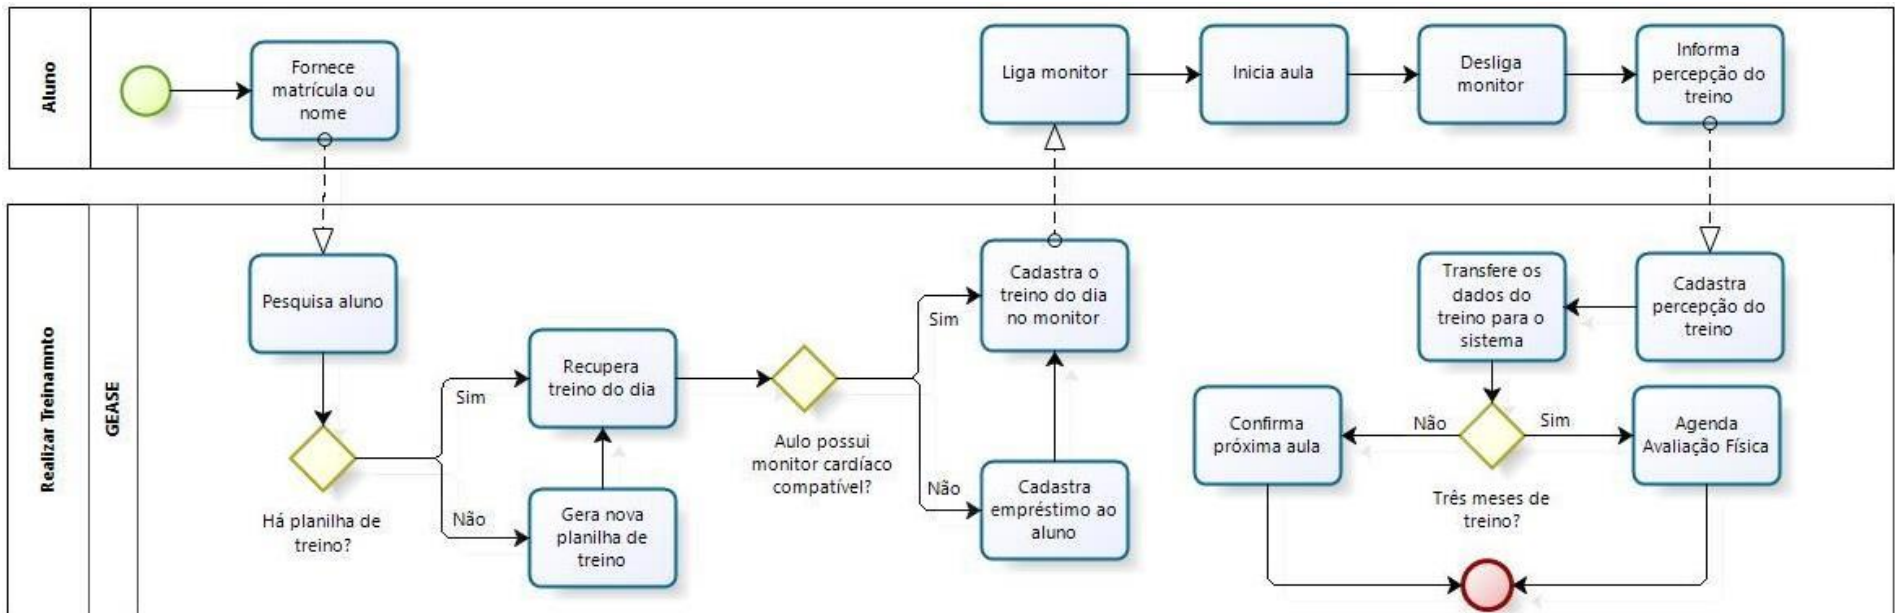 Aluno
Fornece
matrícula ou
nome
Liga monitor
Inicia aula
Desliga
monitor
Informa
percepção do
treino
Realizar Treinamnto
GEASE
Pesquisa aluno
Há planilha de
treino?
Sim
Não
Recupera
treino do dia
Gera nova
planilha de
treino
Aulo possui
monitor cardíaco
compatível?
Sim
Não
Cadastra o
treino do dia
no monitor
Cadastra
empréstimo ao
aluno
Cadastra
percepção do
treino
Transfere os
dados do
treino para o
sistema
Três meses de
treino?
Não
Sim
Confirma
próxima aula
Agenda
Avaliação Física